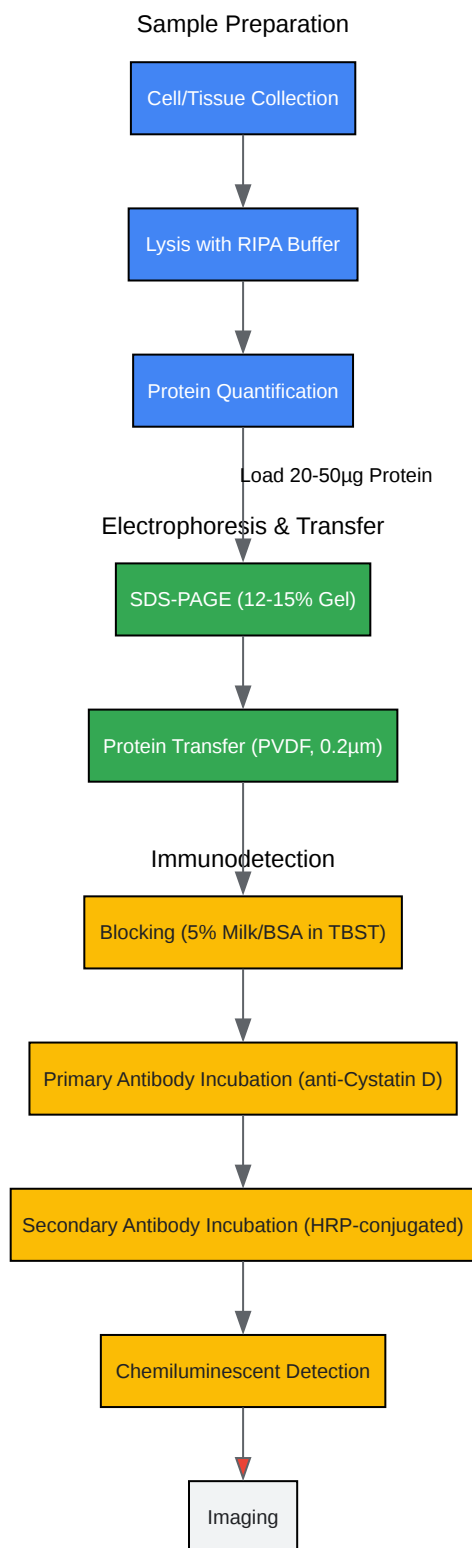 Sample Preparation
Cell/Tissue Collection
Lysis with RIPA Buffer
Protein Quantification
Load 20-50µg Protein
Electrophoresis & Transfer
SDS-PAGE (12-15% Gel)
Protein Transfer (PVDF, 0.2µm)
Immunodetection
Blocking (5% Milk/BSA in TBST)
Primary Antibody Incubation (anti-Cystatin D)
Secondary Antibody Incubation (HRP-conjugated)
Chemiluminescent Detection
Imaging